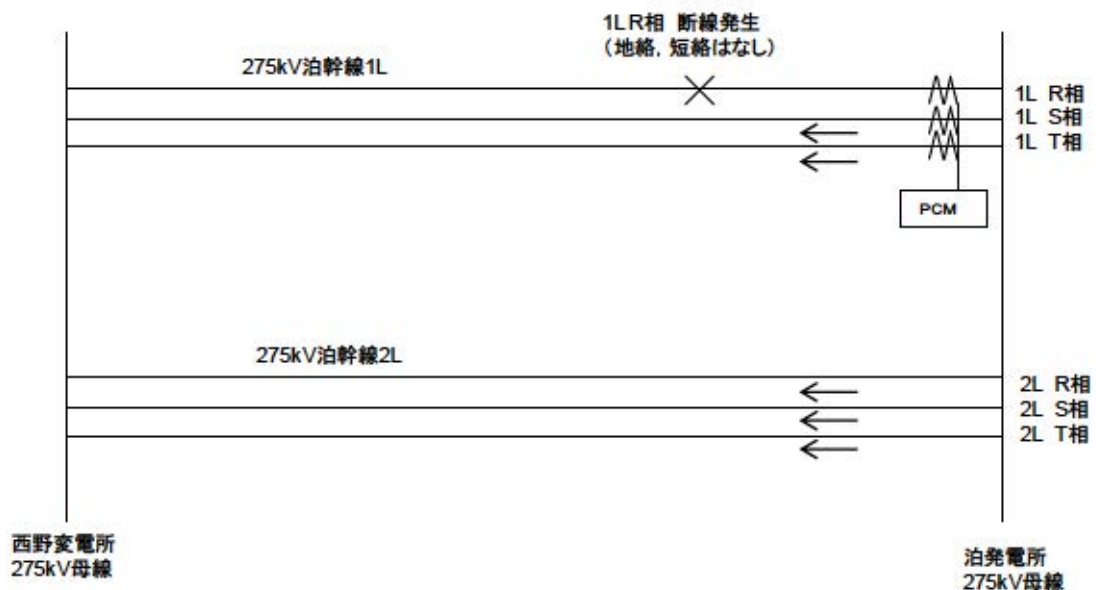 1LR相 断線発生
（地絡，短絡はなし）
275kV泊幹線1L
1L R相
1L S相
1L T相
PCM
275kV泊幹線2L
2L R相
2L S相
2L T相
西野変電所
275kV母線
泊発電所
275kV母線